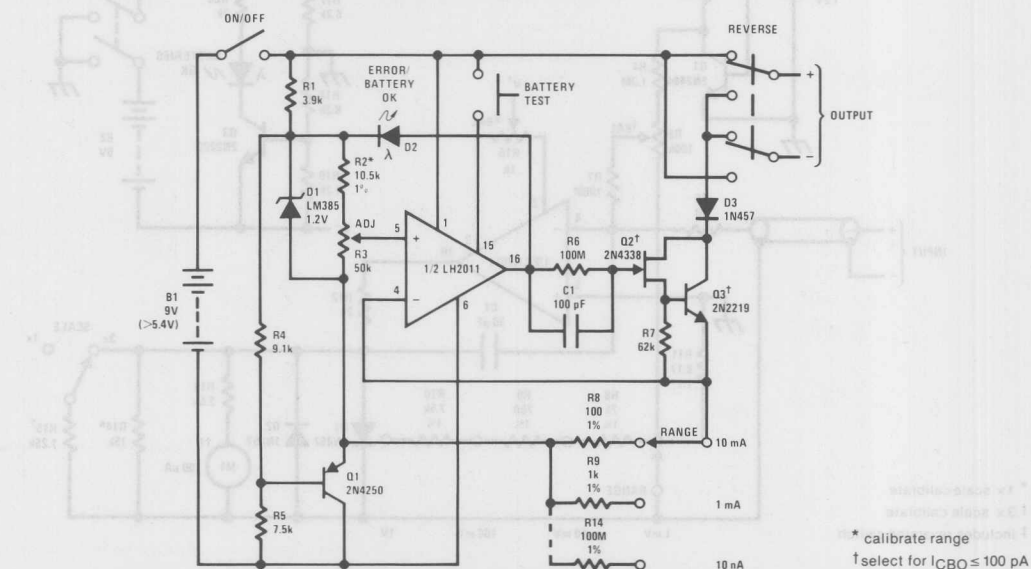 ON/OFF
REVERSE
R1
3.9k
ERROR/
BATTERY
OK
BATTERY
TEST
+
OUTPUT
−
λ
D2
R2*
10.5k
1%
D1
LM385
1.2V
ADJ
R3
50k
5
+
1
15
1/2 LH2011
16
4
−
6
R6
100M
C1
100 pF
Q2†
2N4338
D3
1N457
Q3†
2N2219
R7
62k
B1
9V
(>5.4V)
R4
9.1k
R8
100
1%
RANGE
10 mA
R9
1k
1%
1 mA
Q1
2N4250
R5
7.5k
R14
100M
1%
10 nA
* calibrate range
† select for ICBO ≤ 100 pA